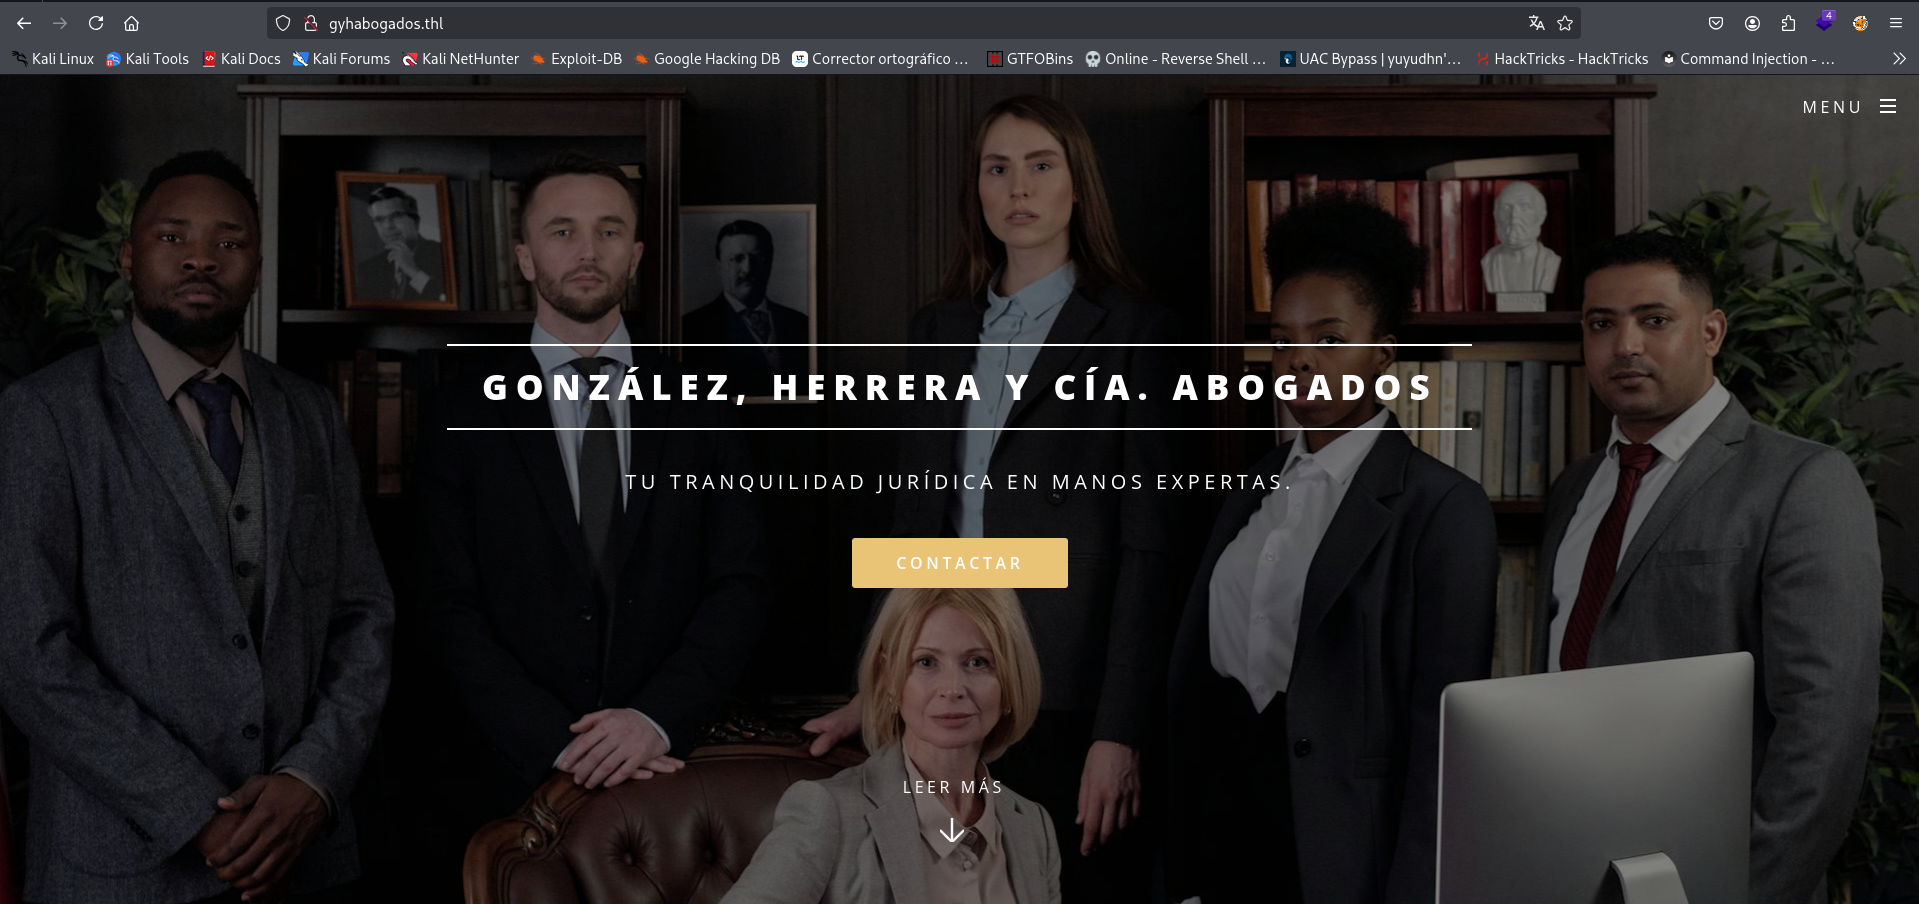 gyhabogados.thl
4
Kali Linux Kali Tools Kali Docs Kali Forums Kali NetHunter Exploit-DB Google Hacking DB Corrector ortográfico … GTFOBins Online - Reverse Shell … UAC Bypass | yuyudhn'… HackTricks - HackTricks Command Injection - …
MENU
GONZÁLEZ, HERRERA Y CÍA. ABOGADOS
TU TRANQUILIDAD JURÍDICA EN MANOS EXPERTAS.
CONTACTAR
LEER MÁS